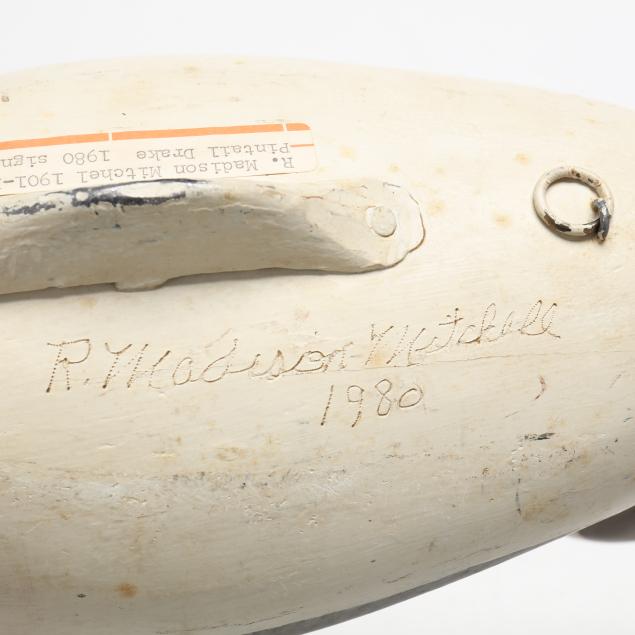 R. Madison Mitchel 1901-
Pintail Drake 1980 sign
R. Madison Mitchell
1980